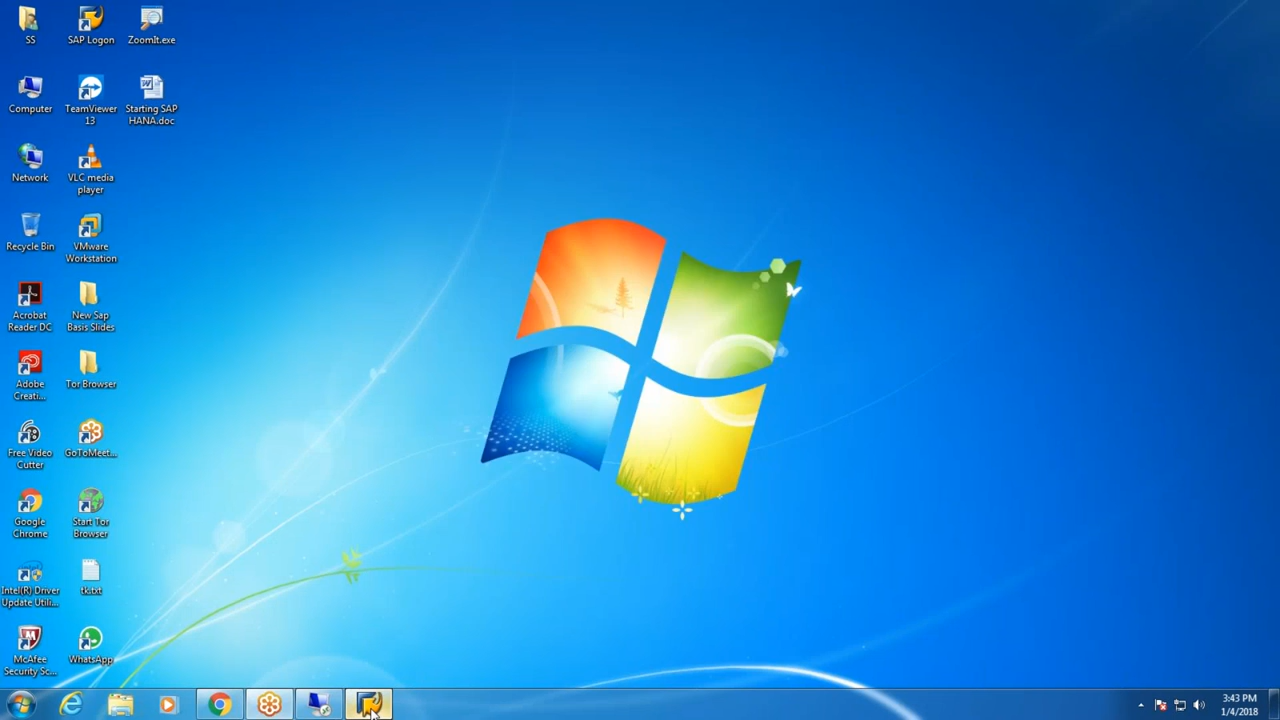 SS
SAP Logon
ZoomIt.exe
Computer
TeamViewer
13
Starting SAP
HANA.doc
Network
VLC media
player
Recycle Bin
VMware
Workstation
Acrobat
Reader DC
New Sap
Basis Slides
Adobe
Creati...
Tor Browser
Free Video
Cutter
GoToMeet...
Google
Chrome
Start Tor
Browser
Intel(R) Driver
Update Utili...
tk.txt
McAfee
Security Sc...
WhatsApp
3:43 PM
1/4/2018